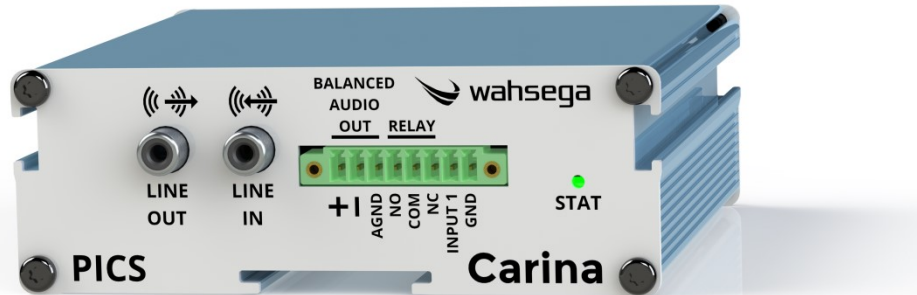 BALANCED
AUDIO
OUT
RELAY
wahsega
LINE
OUT
LINE
IN
+
−
AGND
NO
COM
NC
INPUT 1
GND
STAT
PICS
Carina